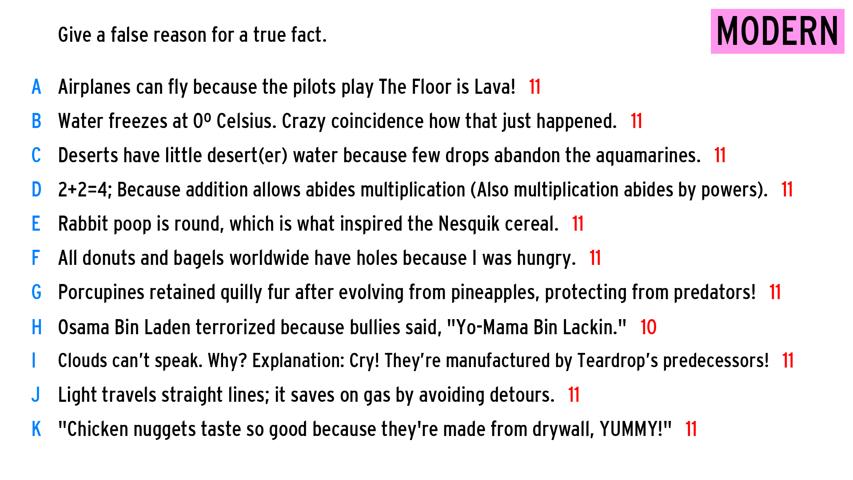 Give a false reason for a true fact.
MODERN
A Airplanes can fly because the pilots play The Floor is Lava! 11
B Water freezes at 0º Celsius. Crazy coincidence how that just happened. 11
C Deserts have little desert(er) water because few drops abandon the aquamarines. 11
D 2+2=4; Because addition allows abides multiplication (Also multiplication abides by powers). 11
E Rabbit poop is round, which is what inspired the Nesquik cereal. 11
F All donuts and bagels worldwide have holes because I was hungry. 11
G Porcupines retained quilly fur after evolving from pineapples, protecting from predators! 11
H Osama Bin Laden terrorized because bullies said, "Yo-Mama Bin Lackin." 10
I Clouds can’t speak. Why? Explanation: Cry! They’re manufactured by Teardrop’s predecessors! 11
J Light travels straight lines; it saves on gas by avoiding detours. 11
K "Chicken nuggets taste so good because they're made from drywall, YUMMY!" 11